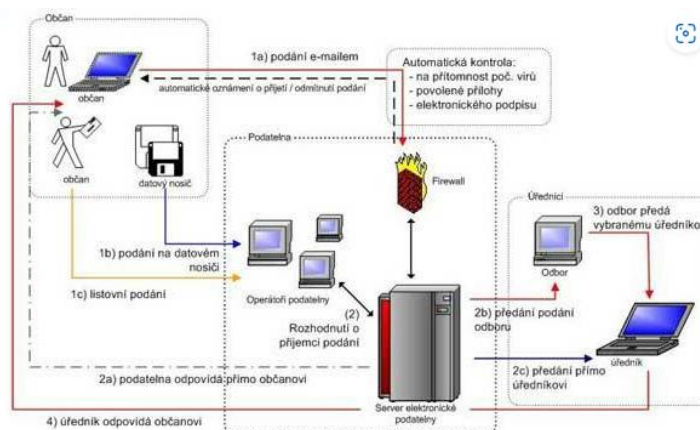 Občan
1a) podání e-mailem
občan
automatické oznámení o přijetí / odmítnutí podání
Automatická kontrola:
- na přítomnost poč. virů
- povolené přílohy
- elektronického podpisu
Podatelna
občan
datový nosič
Firewall
Úředníci
1b) podání na datovém
nosiči
1c) listovní podání
Operátoři podatelny
(2)
Rozhodnutí o
příjemci podání
Odbor
3) odbor předá
vybranému úředníko
2b) předání podání
odboru
2a) podatelna odpovídá přímo občanovi
2c) předání přímo
úředníkovi
úředník
Server elektronické
podatelny
4) úředník odpovídá občanovi